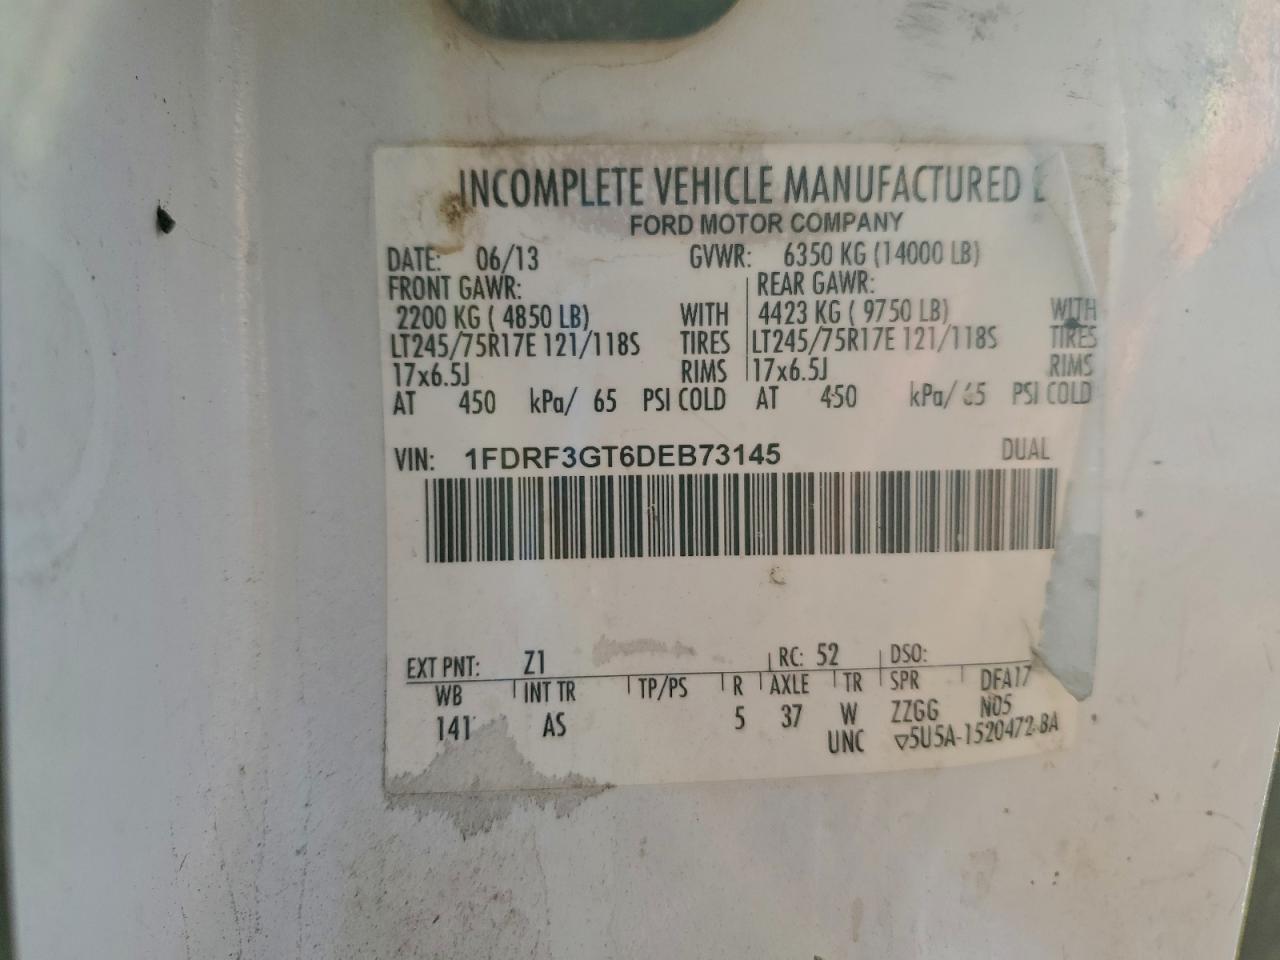 INCOMPLETE VEHICLE MANUFACTURED
FORD MOTOR COMPANY
DATE: 06/13 GVWR: 6350 KG (14000 LB)
FRONT GAWR: REAR GAWR:
2200 KG ( 4850 LB) WITH 4423 KG ( 9750 LB) WITH
LT245/75R17E 121/118S TIRES LT245/75R17E 121/118S TIRES
17x6.5J RIMS 17x6.5J RIMS
AT 450 kPa/ 65 PSI COLD AT 450 kPa/ 65 PSI COLD
VIN: 1FDRF3GT6DEB73145 DUAL
EXT PNT: Z1 RC: 52 DSO:
WB INT TR TP/PS R AXLE TR SPR DFA17
141 AS 5 37 W ZZGG N05
UNC ▽5U5A-1520472-BA